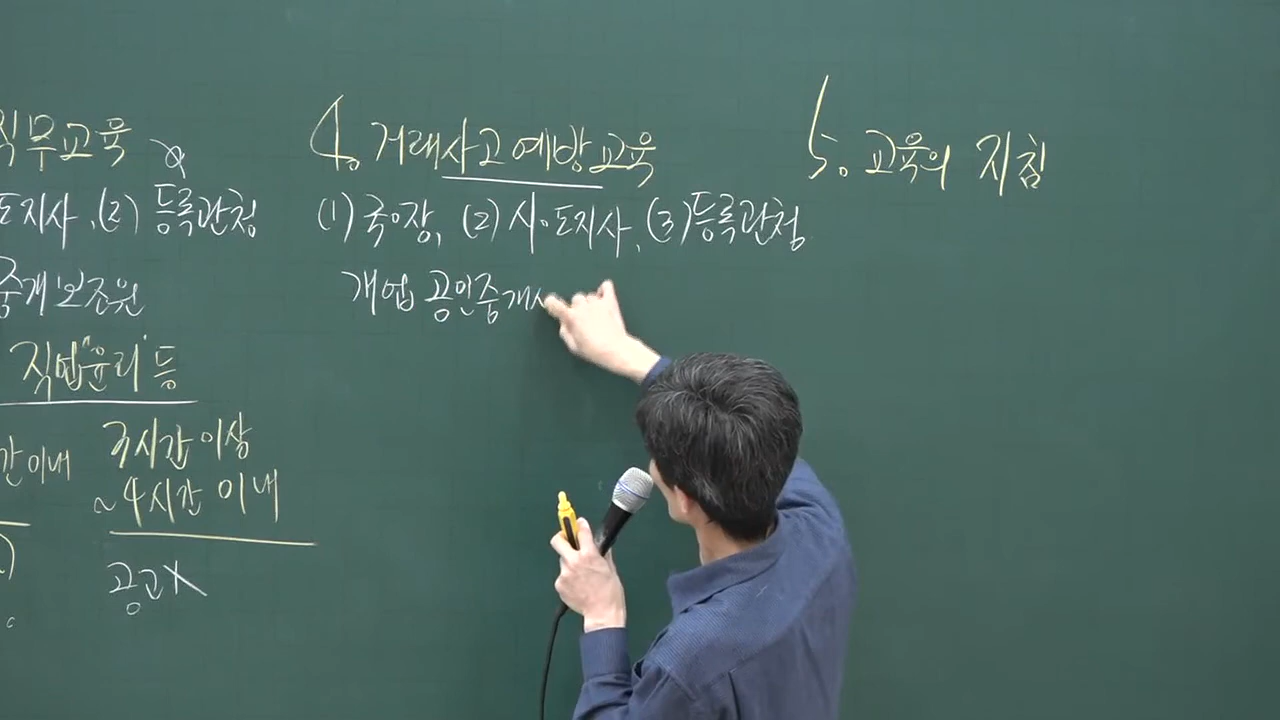 직무교육
도지사, (2) 등록관청
중개보조원
직업"윤리"등
간 이내 3시간 이상
~4시간 이내
공고X
4. 거래사고예방교육
(1) 국·장, (2) 시·도지사, (3) 등록관청
개업 공인중개사
5. 교육의 지침